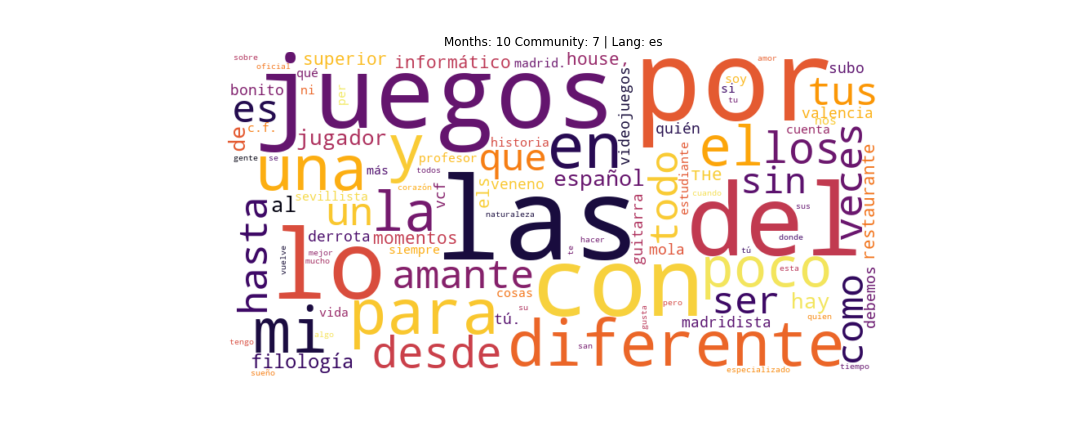 Months: 10 Community: 7 | Lang: es
sobre
oficial
superior
informático
madrid.
house,
amor
qué
bonito
ni
per
juegos
videojuegos
por
soy
si
tu
subo
tus
valencia
nos
es
c.f.
de
jugador
y
historia
en
quién
cuenta
el
los
veces
gente
se
una
más
profesor
todos
que
español
todo
estudiante
THe
sin
restaurante
hasta
sevillista
al
un
corazón
la
vcf
els
veneno
las
naturaleza
guitarra
cuando
del
sus
donde
derrota
momentos
siempre
te
hacer
mola
tú
vuelve
mejor
mucho
lo
amante
cosas
con
pero
poco
esta
hay
como
debemos
mi
vida
para
su
tú.
gusta
ser
madridista
quien
tengo
algo
filología
desde
diferente
san
sueño
especializado
tiempo